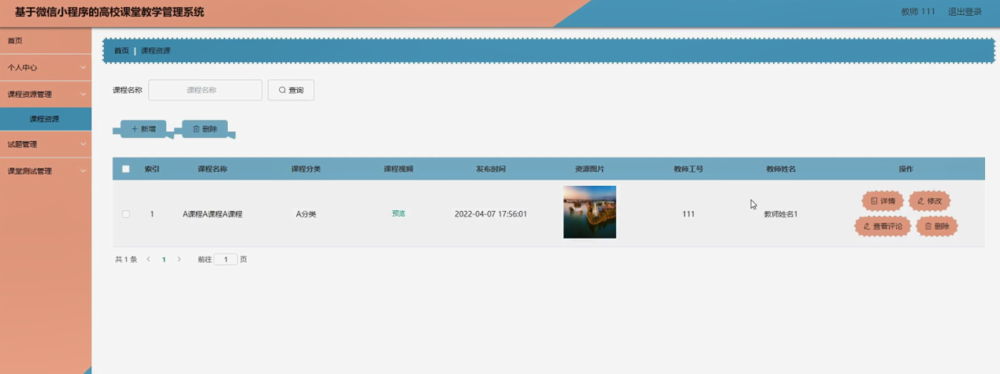 基于微信小程序的高校课堂教学管理系统
教师 111 退出登录
首页
个人中心
课程资源管理
课程资源
试题管理
课堂测试管理
首页 | 课程资源
课程名称 课程名称 查询
+ 新增 删除
索引 课程名称 课程分类 课程视频 发布时间 资源图片 教师工号 教师姓名 操作
1 A课程A课程A课程 A分类 预览 2022-04-07 17:56:01 111 教师姓名1 详情 修改
查看评论 删除
共 1 条 < 1 > 前往 1 页